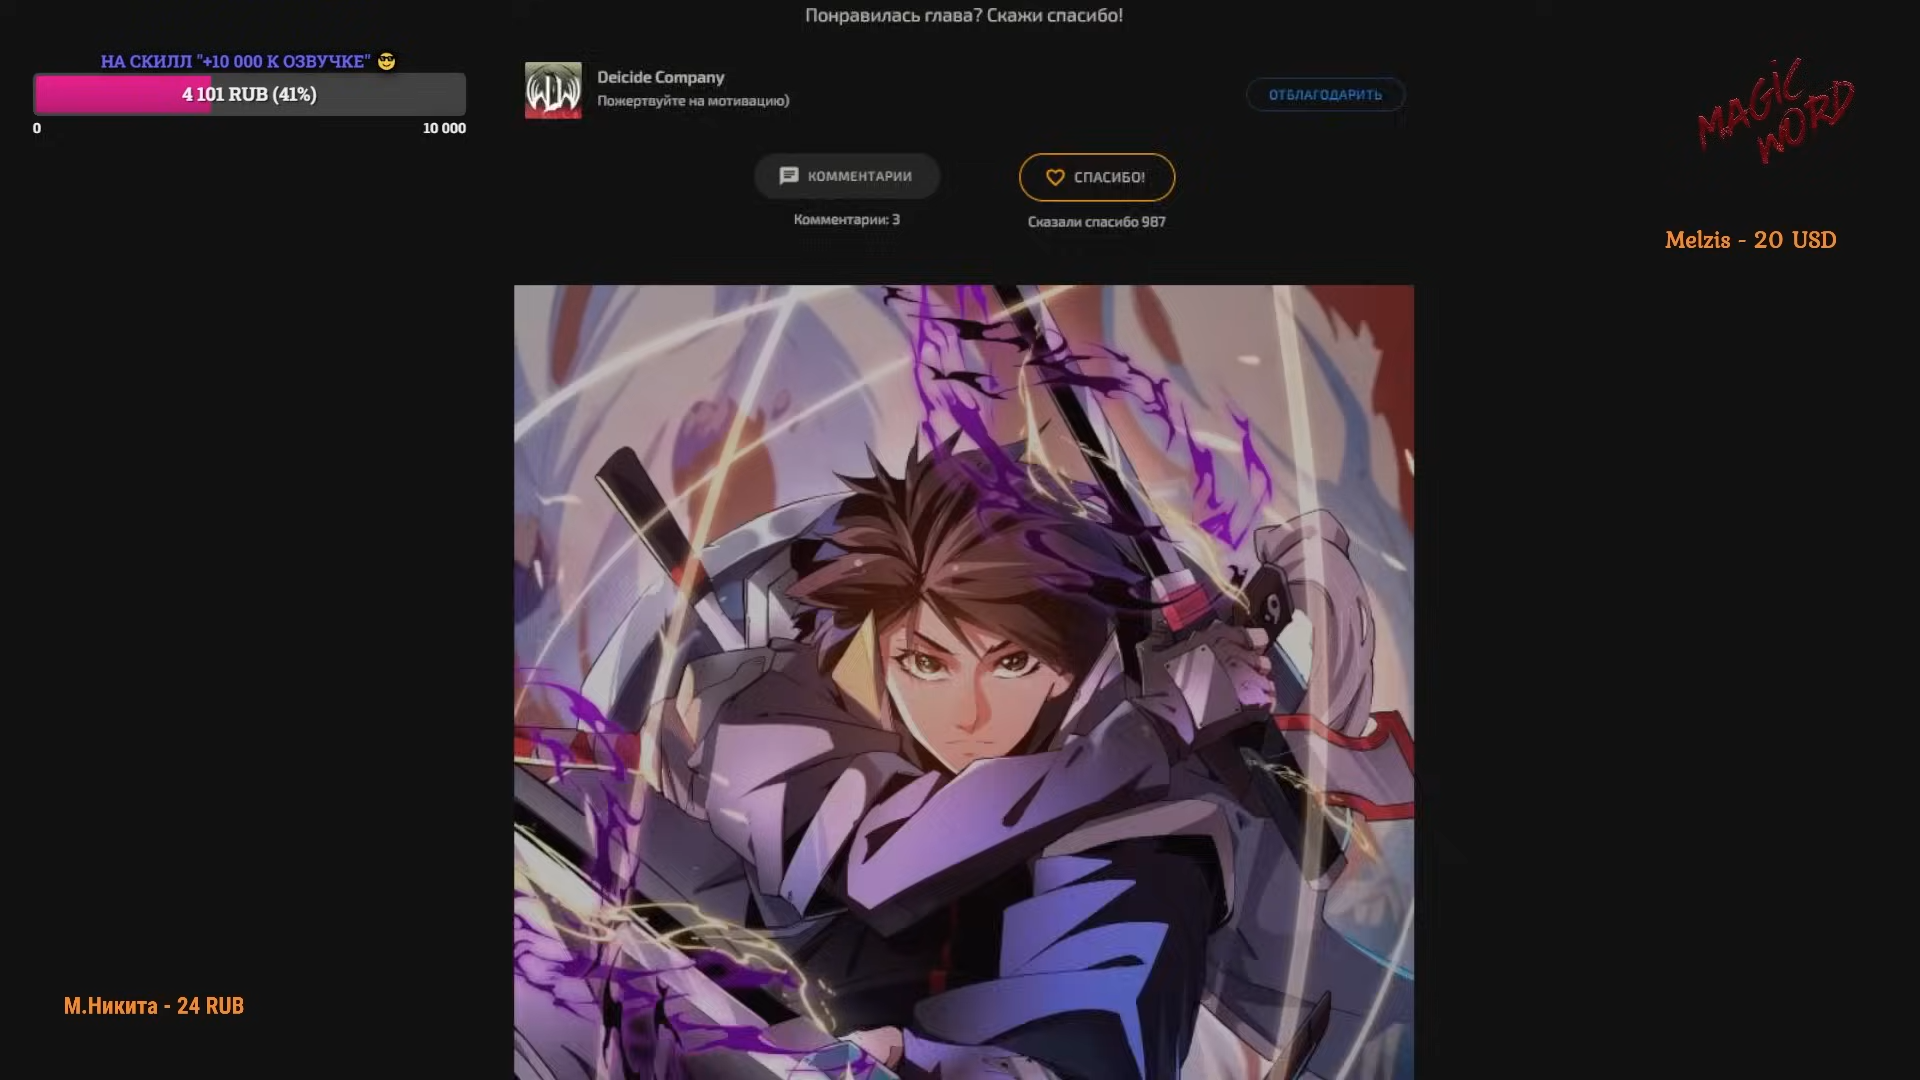 Понравилась глава? Скажи спасибо!
НА СКИЛЛ "+10 000 К ОЗВУЧКЕ" 😎
4 101 RUB (41%)
0
10 000
Deicide Company
Пожертвуйте на мотивацию)
ОТБЛАГОДАРИТЬ
MAGIC
WORD
КОММЕНТАРИИ
СПАСИБО!
Комментарии: 3
Сказали спасибо 987
Melzis - 20 USD
М.Никита - 24 RUB